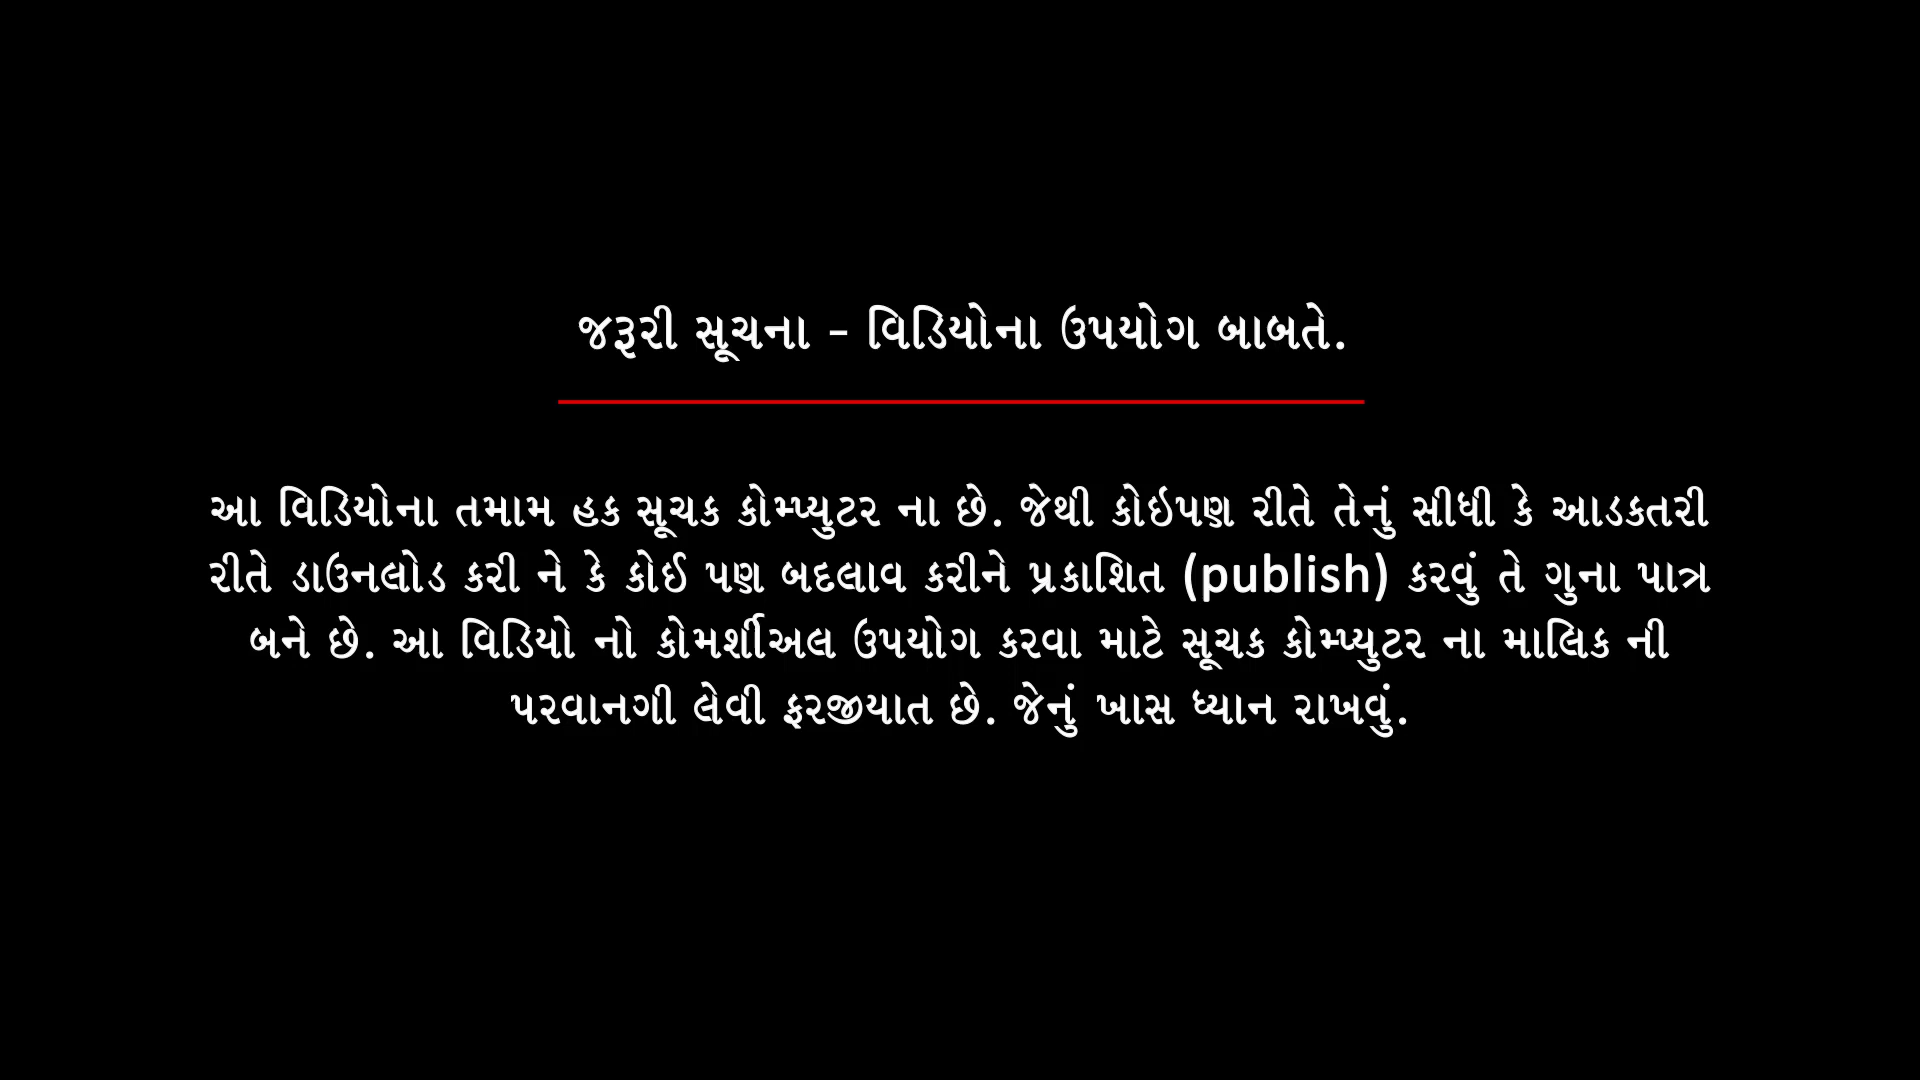 જરૂરી સૂચના - વિડિયોના ઉપયોગ બાબતે.
આ વિડિયોના તમામ હક સૂચક કોમ્પ્યુટર ના છે. જેથી કોઇપણ રીતે તેનું સીધી કે આડકતરી
રીતે ડાઉનલોડ કરી ને કે કોઈ પણ બદલાવ કરીને પ્રકાશિત (publish) કરવું તે ગુના પાત્ર
બને છે. આ વિડિયો નો કોમર્શીઅલ ઉપયોગ કરવા માટે સૂચક કોમ્પ્યુટર ના માલિક ની
પરવાનગી લેવી ફરજીયાત છે. જેનું ખાસ ધ્યાન રાખવું.